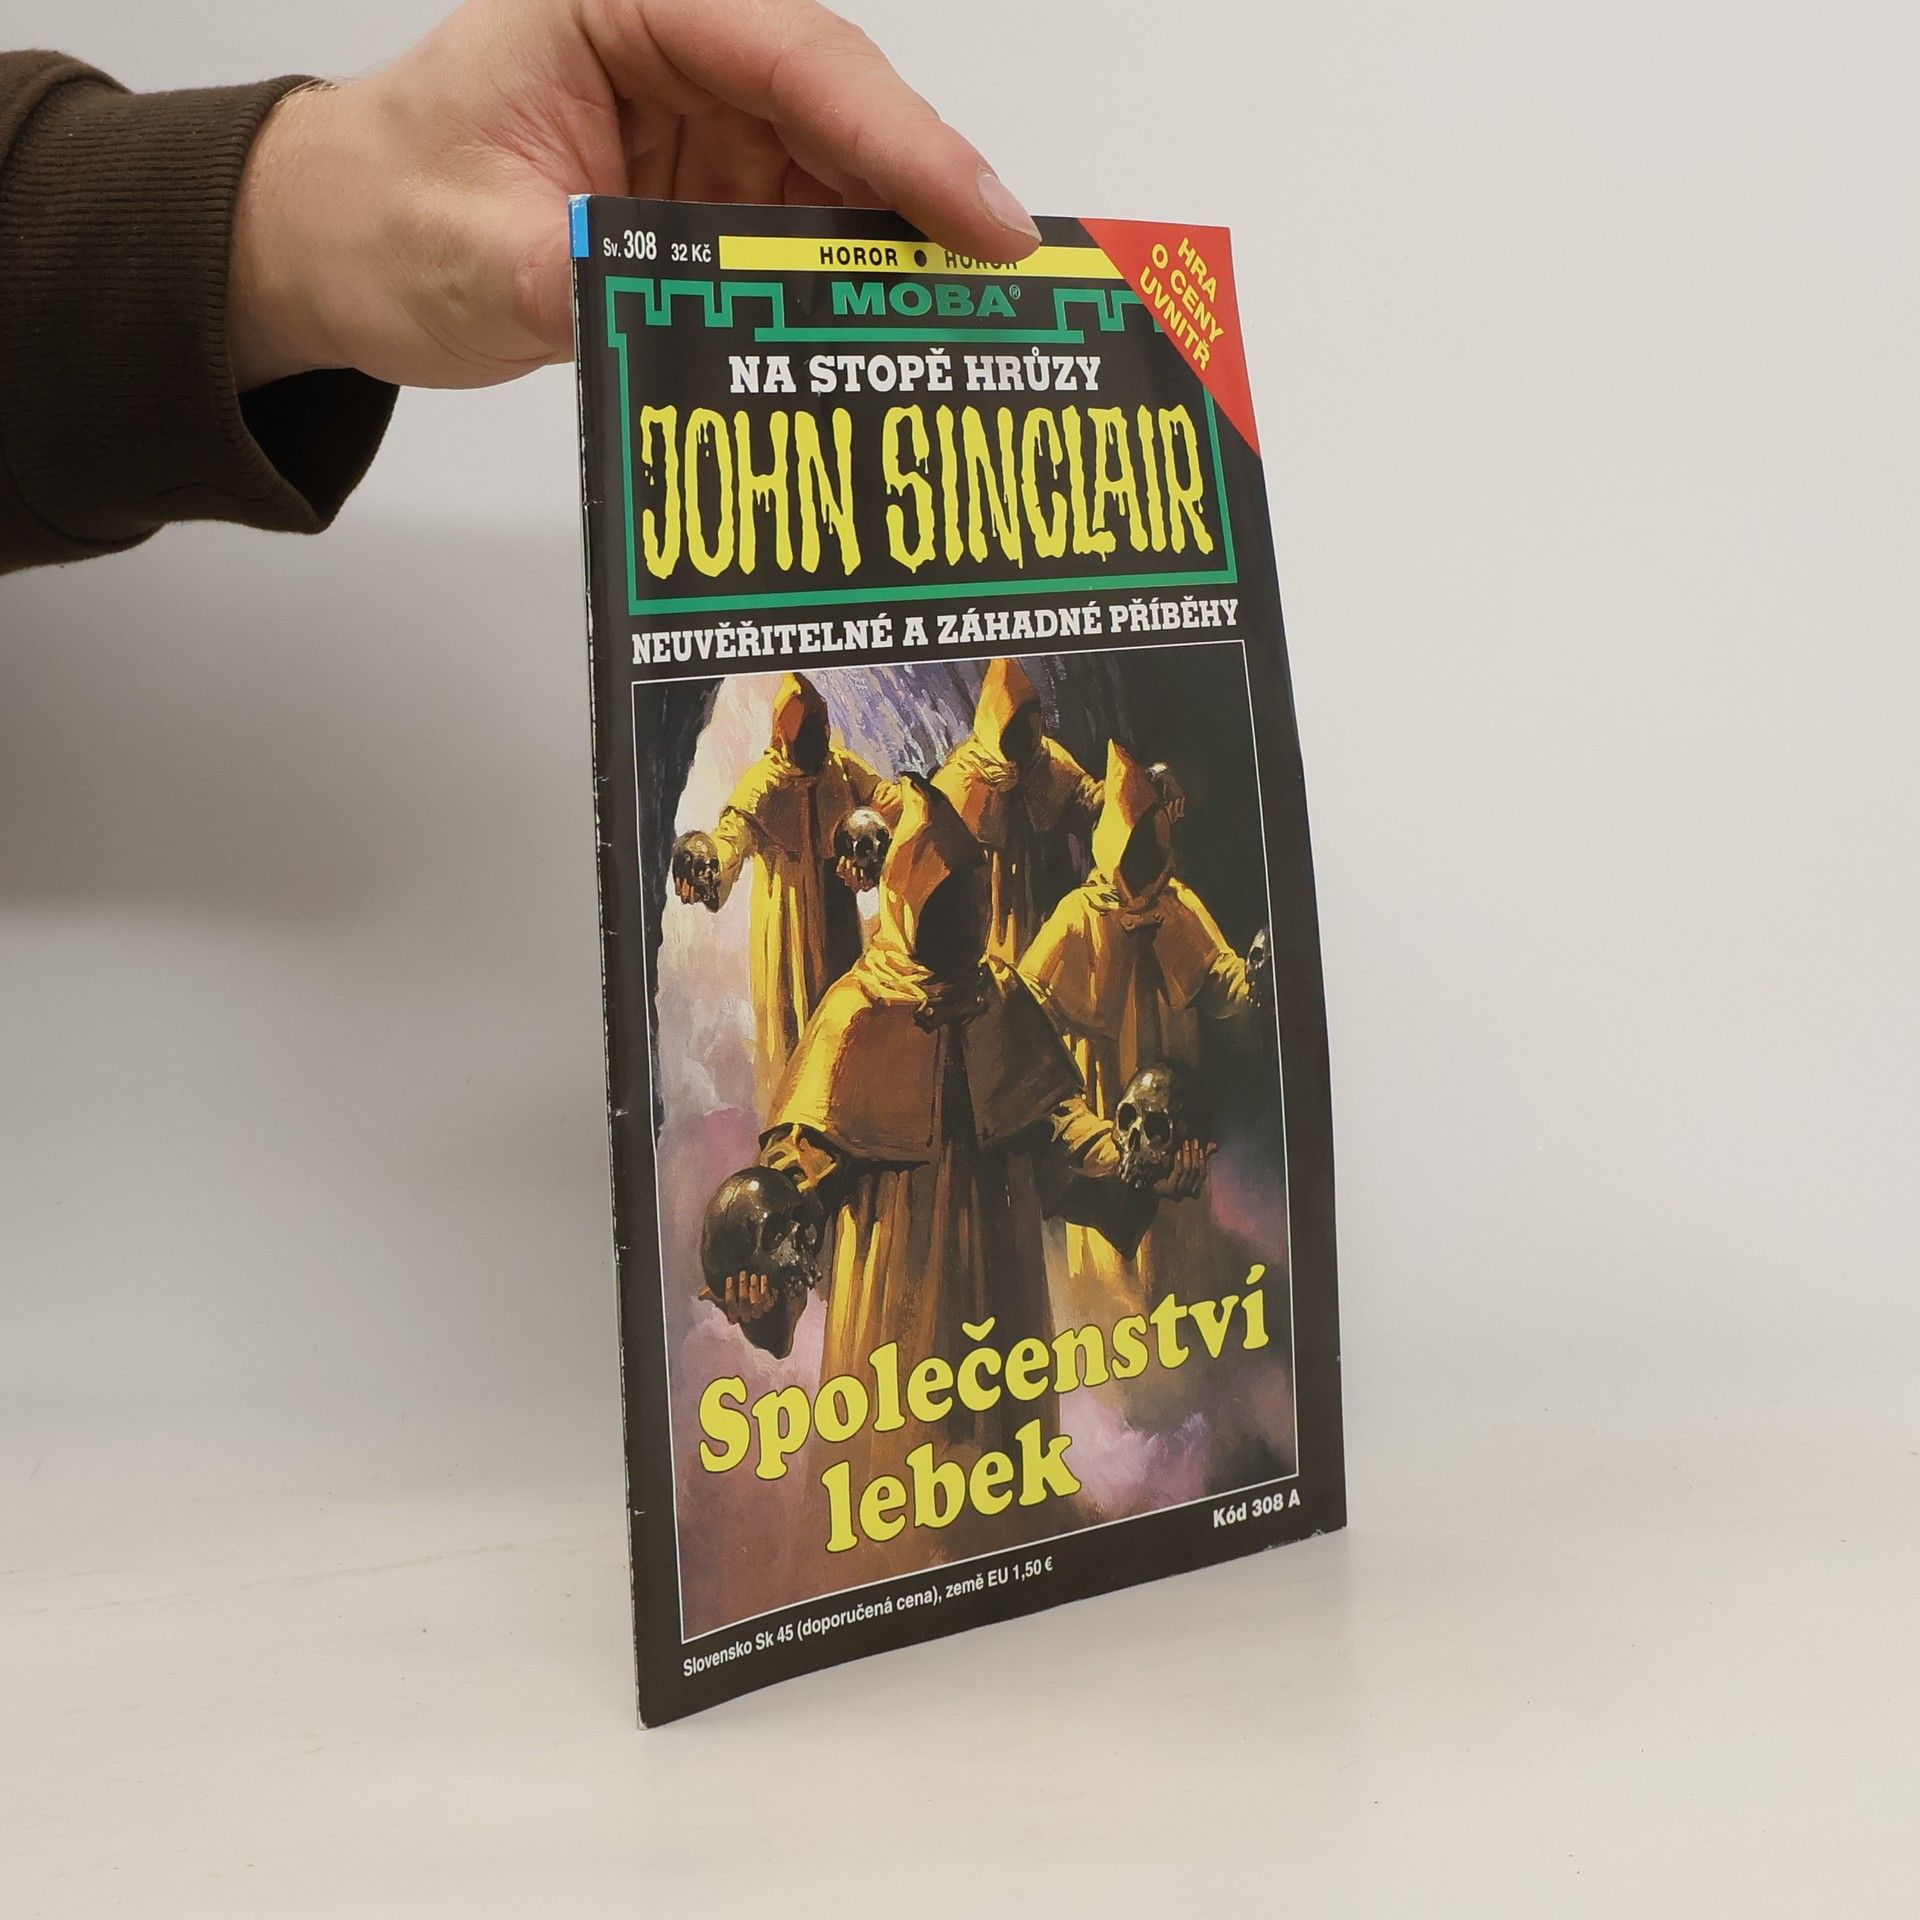 Sv. 308 32 Kč
HOROR ● HOROR
HRA
O CENY
UVNITŘ
MOBA®
NA STOPĚ HRŮZY
JOHN SINCLAIR
NEUVĚŘITELNÉ A ZÁHADNÉ PŘÍBĚHY
Společenství
lebek
Kód 308 A
Slovensko Sk 45 (doporučená cena), země EU 1,50 €